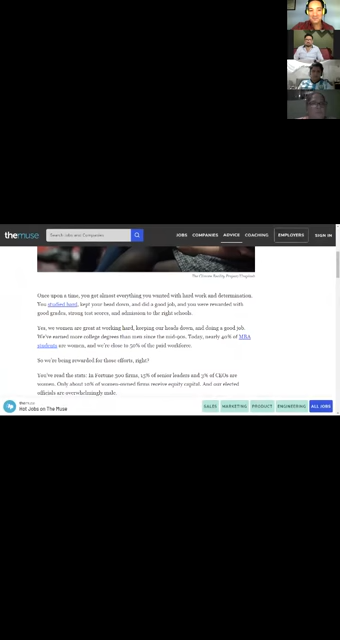 themuse Search Jobs and Companies JOBS COMPANIES ADVICE COACHING EMPLOYERS SIGN IN
Once upon a time, you got almost everything you wanted with hard work and determination.
You studied hard, kept your head down, and did a good job, and you were rewarded with
good grades, strong test scores, and admission to the right schools.
Yes, we women are great at working hard, keeping our heads down, and doing a good job.
We've earned more college degrees than men since the mid-90s. Today, nearly 40% of MBA
students are women, and we're close to 50% of the paid workforce.
So we're being rewarded for those efforts, right?
You've read the stats: in Fortune 500 firms, 15% of senior leaders and 3% of CEOs are
women. Only about 10% of women-owned firms receive equity capital. And our elected
officials are overwhelmingly male.
themuse
Hot Jobs on The Muse SALES MARKETING PRODUCT ENGINEERING ALL JOBS